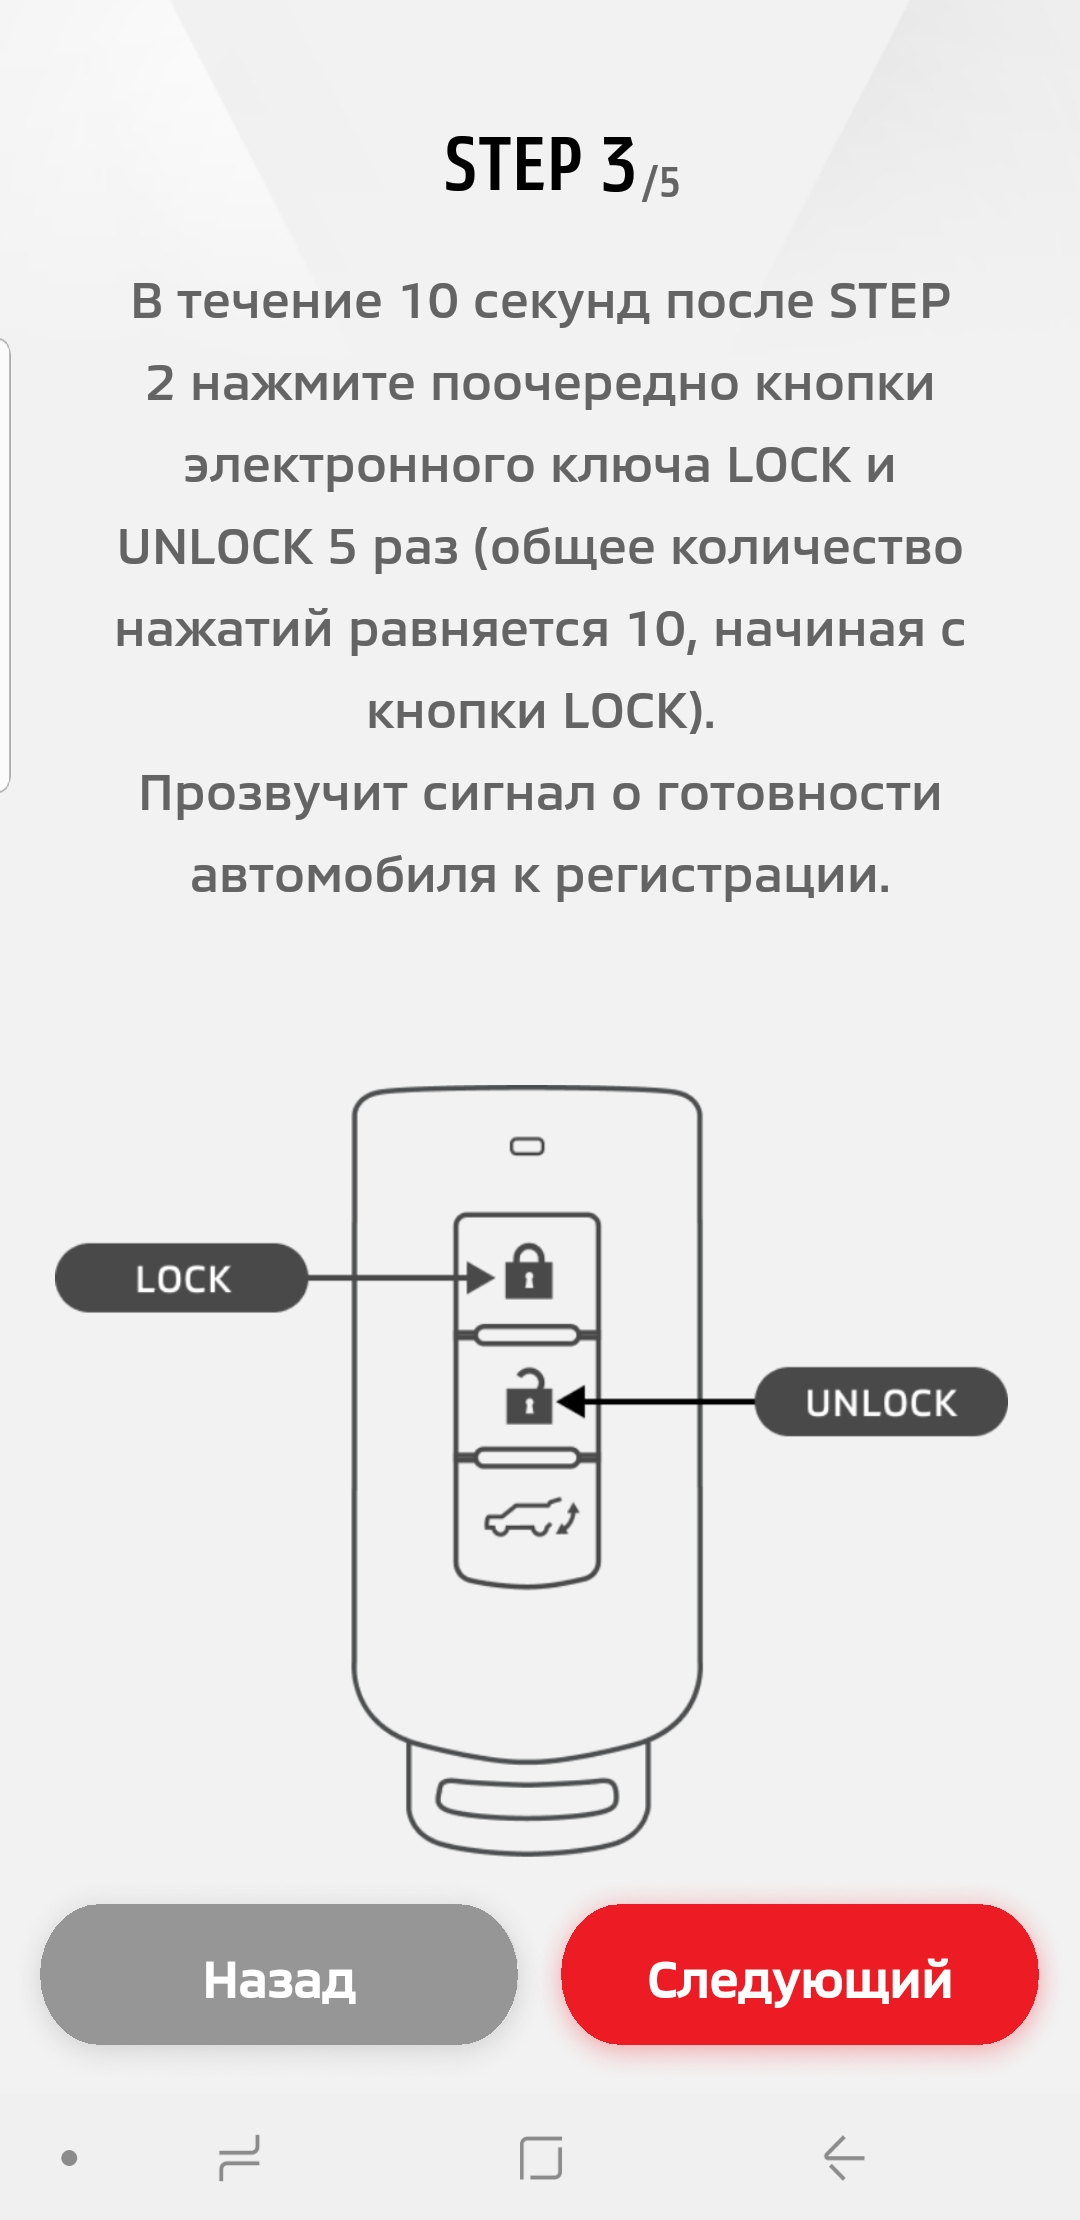 STEP 3/5
В течение 10 секунд после STEP
2 нажмите поочередно кнопки
электронного ключа LOCK и
UNLOCK 5 раз (общее количество
нажатий равняется 10, начиная с
кнопки LOCK).
Прозвучит сигнал о готовности
автомобиля к регистрации.
LOCK
UNLOCK
Назад
Следующий